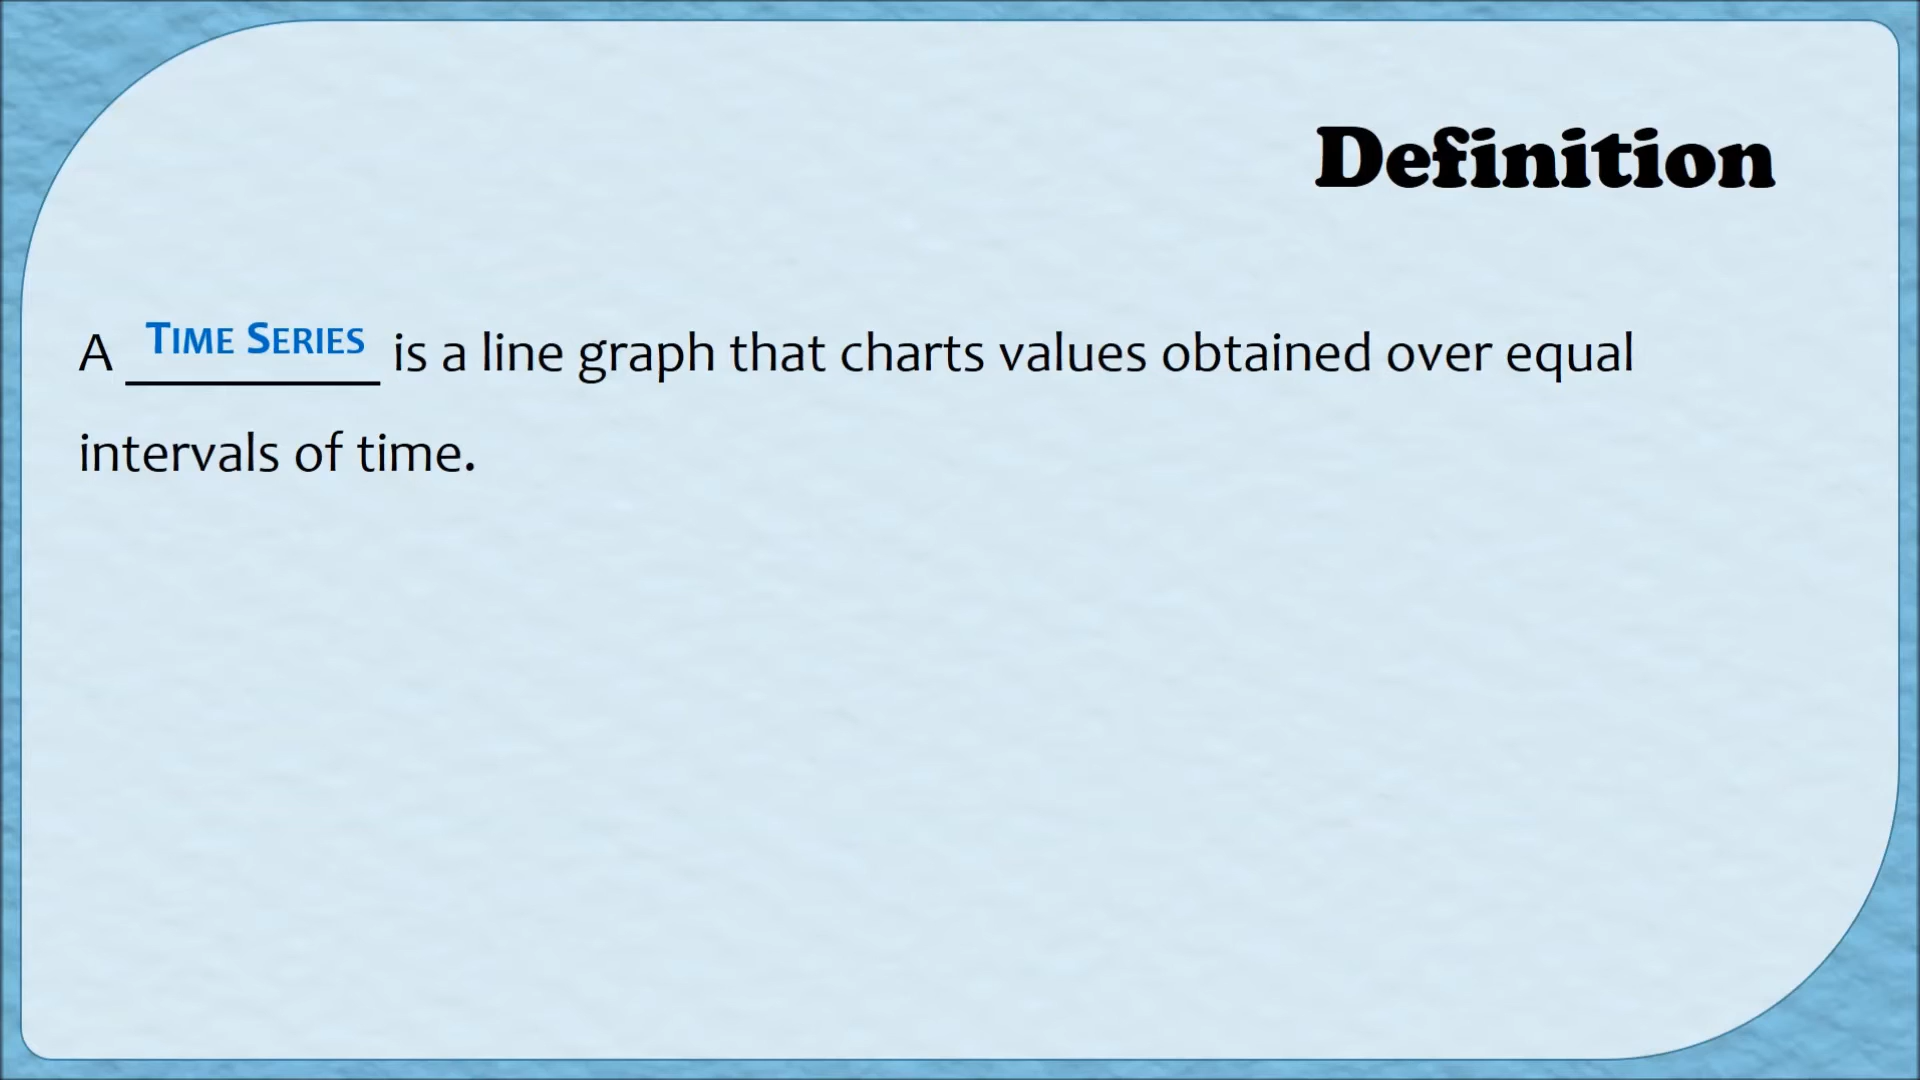 Definition
A Time Series is a line graph that charts values obtained over equal
intervals of time.